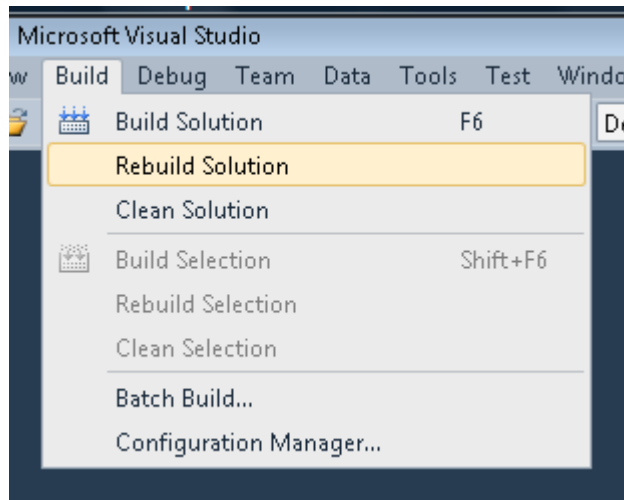 Microsoft Visual Studio
w Build Debug Team Data Tools Test Windo
Build Solution F6 De
Rebuild Solution
Clean Solution
Build Selection Shift+F6
Rebuild Selection
Clean Selection
Batch Build...
Configuration Manager...